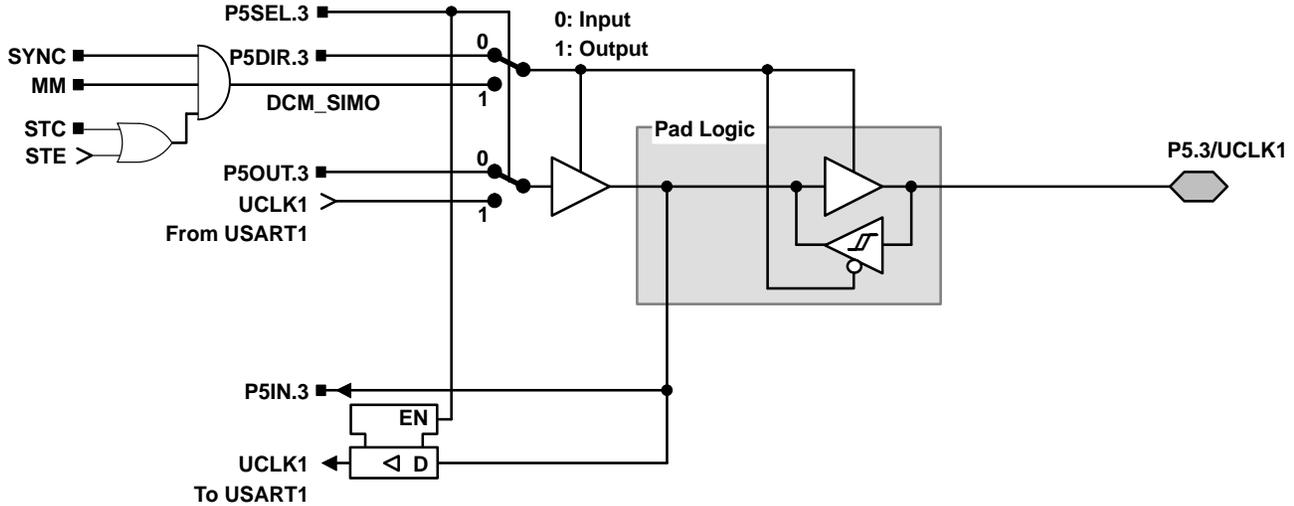 P5SEL.3
0: Input
1: Output
SYNC
P5DIR.3
0
MM
1
DCM_SIMO
STC
STE
Pad Logic
P5.3/UCLK1
P5OUT.3
0
UCLK1
1
From USART1
P5IN.3
EN
UCLK1
D
To USART1